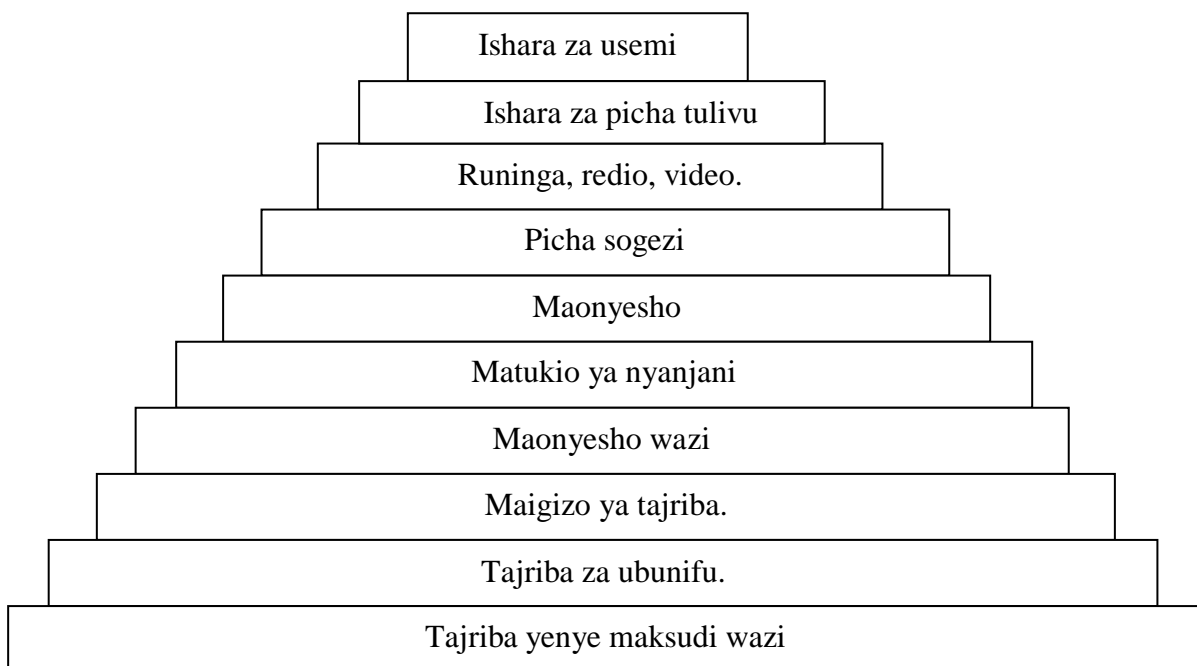 Ishara za usemi
Ishara za picha tulivu
Runinga, redio, video.
Picha sogezi
Maonyesho
Matukio ya nyanjani
Maonyesho wazi
Maigizo ya tajriba.
Tajriba za ubunifu.
Tajriba yenye maksudi wazi